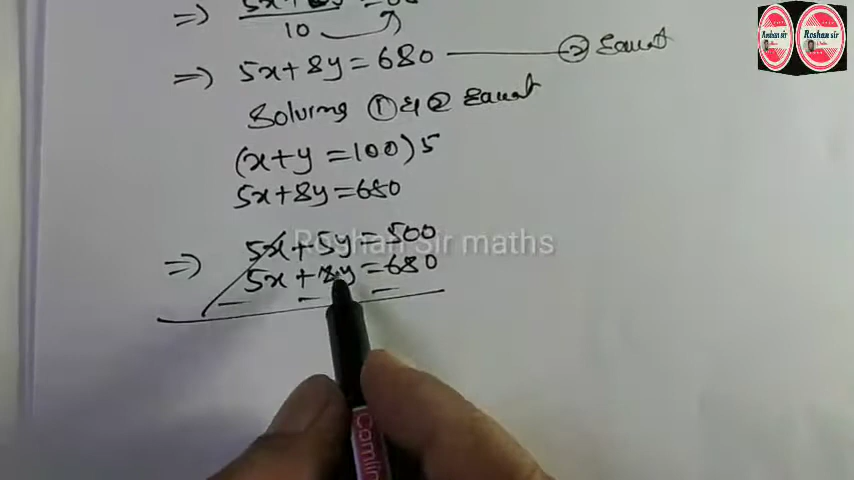 Roshan sir
Roshan sir
10
⇒ 5x+8y=680 ——— ② Equat
Solving ① & ② Equat
(x+y =100)5
5x+8y=680
⇒ 5x+5y=500
5x+8y=680
Roshan Sir maths